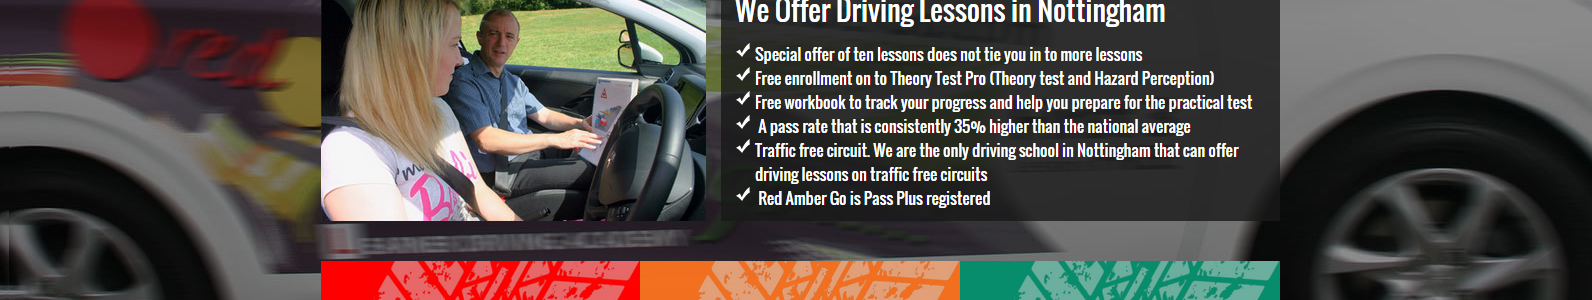 We Offer Driving Lessons in Nottingham
Special offer of ten lessons does not tie you in to more lessons
Free enrollment on to Theory Test Pro (Theory test and Hazard Perception)
Free workbook to track your progress and help you prepare for the practical test
A pass rate that is consistently 35% higher than the national average
Traffic free circuit. We are the only driving school in Nottingham that can offer
driving lessons on traffic free circuits
Red Amber Go is Pass Plus registered
red